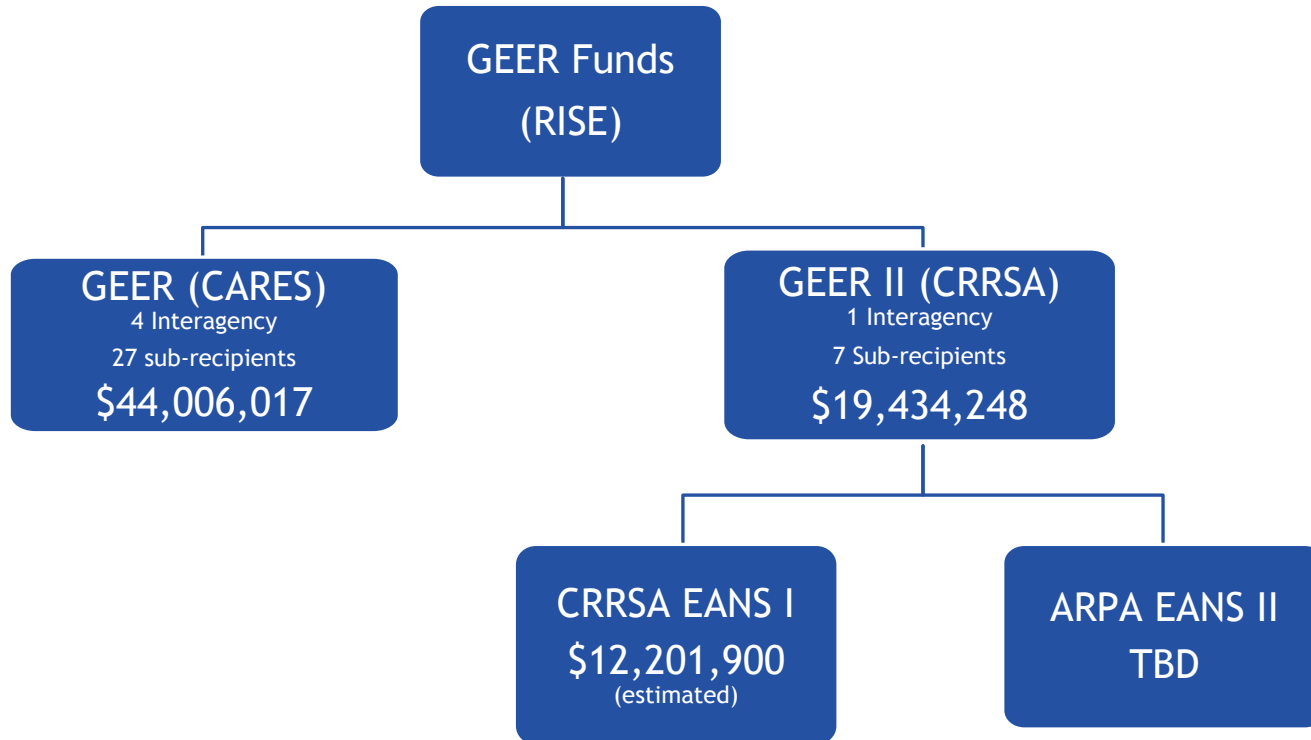 GEER Funds
(RISE)
GEER (CARES)
4 Interagency
27 sub-recipients
$44,006,017
GEER II (CRRSA)
1 Interagency
7 Sub-recipients
$19,434,248
CRRSA EANS I
$12,201,900
(estimated)
ARPA EANS II
TBD